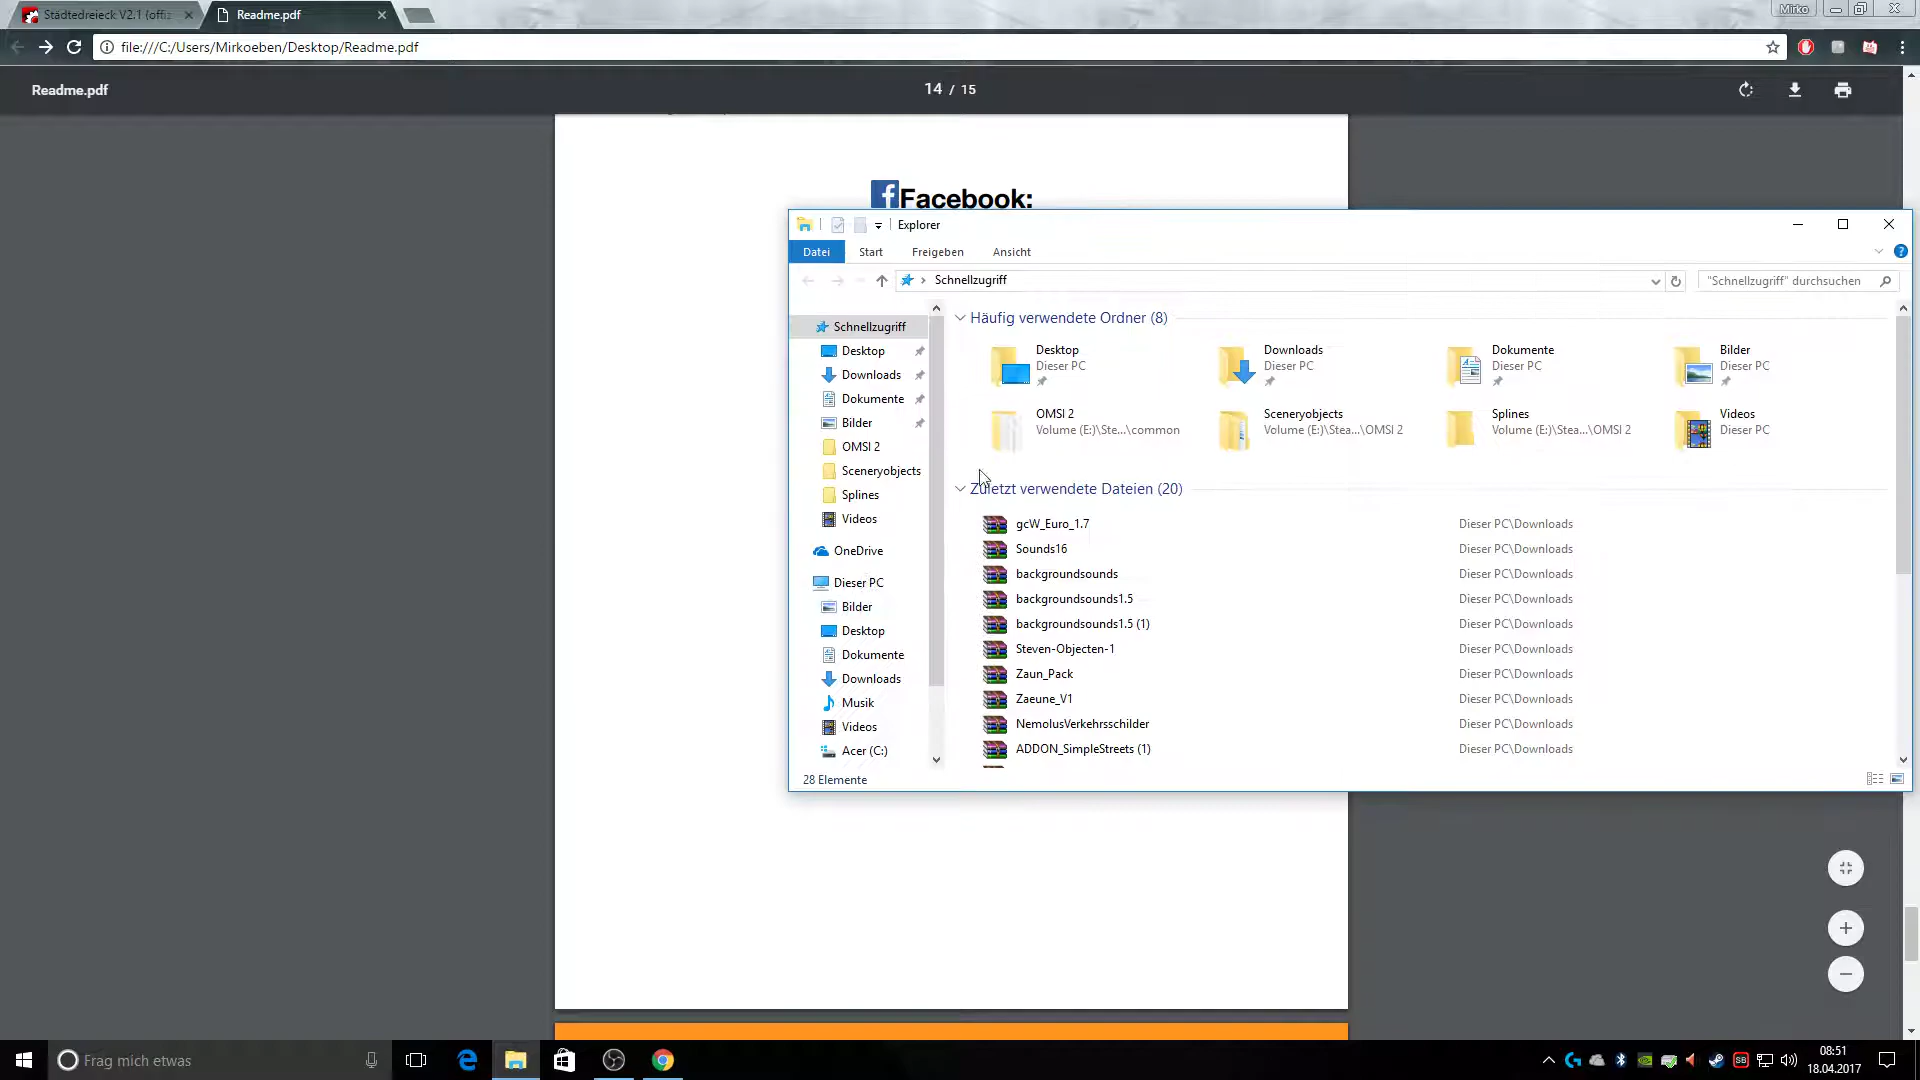 Städtedreieck V2.1 (offiz
Readme.pdf
Mirko
file:///C:/Users/Mirkoeben/Desktop/Readme.pdf
Readme.pdf
14 / 15
Facebook:
Explorer
Datei
Start
Freigeben
Ansicht
Schnellzugriff
"Schnellzugriff" durchsuchen
Schnellzugriff
Desktop
Downloads
Dokumente
Bilder
OMSI 2
Sceneryobjects
Splines
Videos
OneDrive
Dieser PC
Bilder
Desktop
Dokumente
Downloads
Musik
Videos
Acer (C:)
Häufig verwendete Ordner (8)
Desktop
Dieser PC
Downloads
Dieser PC
Dokumente
Dieser PC
Bilder
Dieser PC
OMSI 2
Volume (E:)\Ste...\common
Sceneryobjects
Volume (E:)\Stea...\OMSI 2
Splines
Volume (E:)\Stea...\OMSI 2
Videos
Dieser PC
Zuletzt verwendete Dateien (20)
gcW_Euro_1.7 Dieser PC\Downloads
Sounds16 Dieser PC\Downloads
backgroundsounds Dieser PC\Downloads
backgroundsounds1.5 Dieser PC\Downloads
backgroundsounds1.5 (1) Dieser PC\Downloads
Steven-Objecten-1 Dieser PC\Downloads
Zaun_Pack Dieser PC\Downloads
Zaeune_V1 Dieser PC\Downloads
NemolusVerkehrsschilder Dieser PC\Downloads
ADDON_SimpleStreets (1) Dieser PC\Downloads
28 Elemente
Frag mich etwas
08:51
18.04.2017